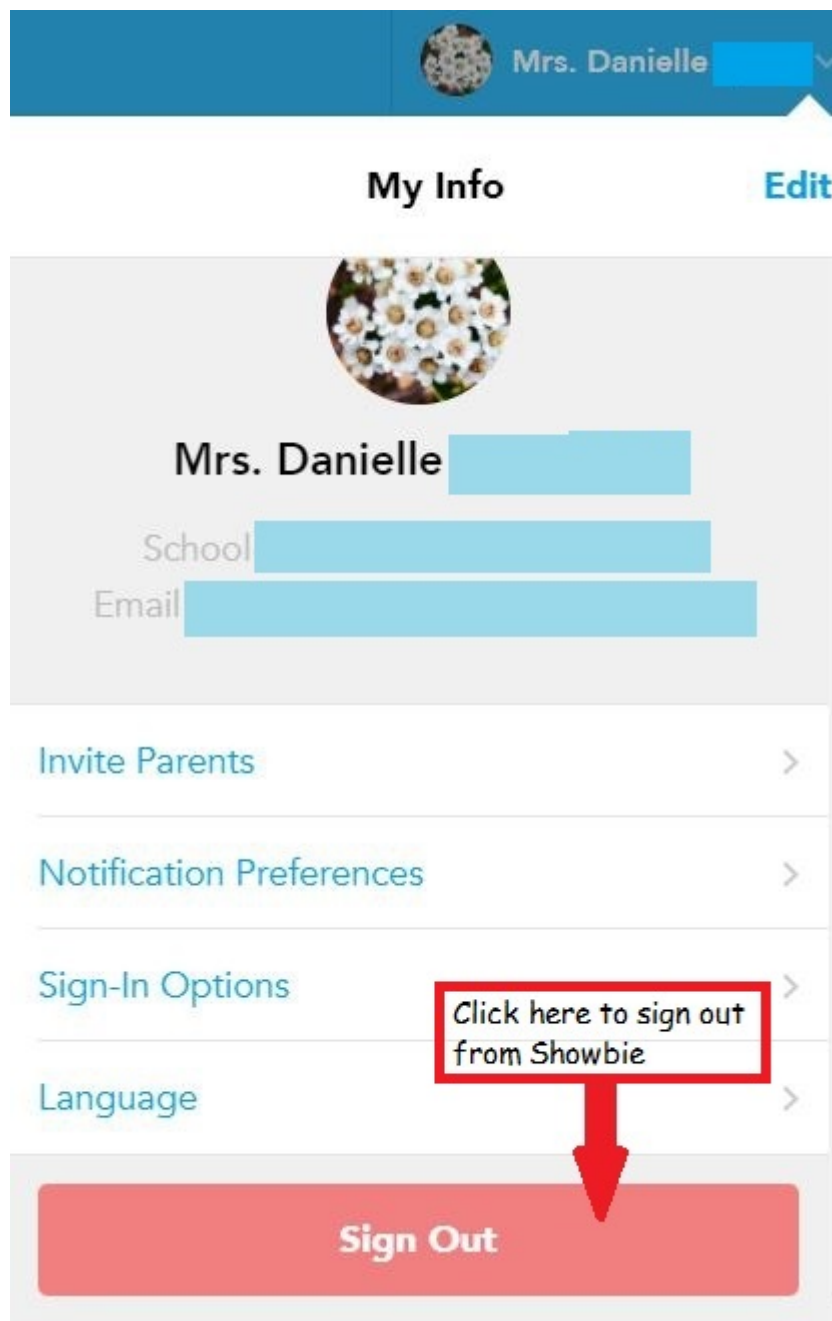 Mrs. Danielle
My Info
Edit
Mrs. Danielle
School
Email
Invite Parents
Notification Preferences
Sign-In Options
Click here to sign out
from Showbie
Language
Sign Out